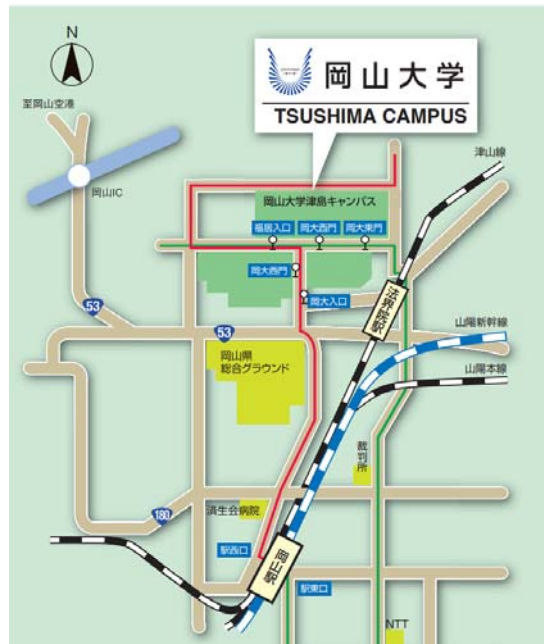 N
岡山大学
TSUSHIMA CAMPUS
至岡山空港
津山線
岡山IC
岡山大学津島キャンパス
福居入口
岡大西門
岡大東門
岡大西門
岡大入口
法界院駅
53
山陽新幹線
53
岡山県
総合グラウンド
山陽本線
裁判所
180
済生会病院
駅西口
岡山駅
駅東口
NTT